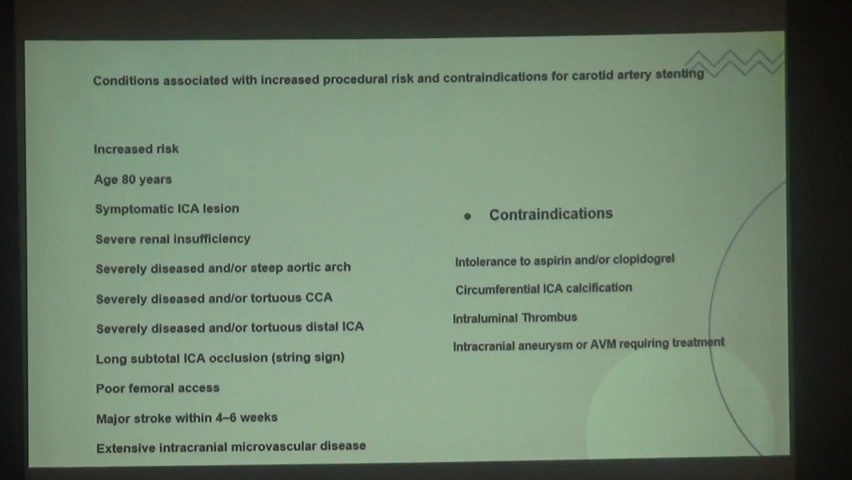 Conditions associated with increased procedural risk and contraindications for carotid artery stenting
Increased risk
Age 80 years
Symptomatic ICA lesion
Severe renal insufficiency
Severely diseased and/or steep aortic arch
Severely diseased and/or tortuous CCA
Severely diseased and/or tortuous distal ICA
Long subtotal ICA occlusion (string sign)
Poor femoral access
Major stroke within 4–6 weeks
Extensive intracranial microvascular disease
● Contraindications
Intolerance to aspirin and/or clopidogrel
Circumferential ICA calcification
Intraluminal Thrombus
Intracranial aneurysm or AVM requiring treatment